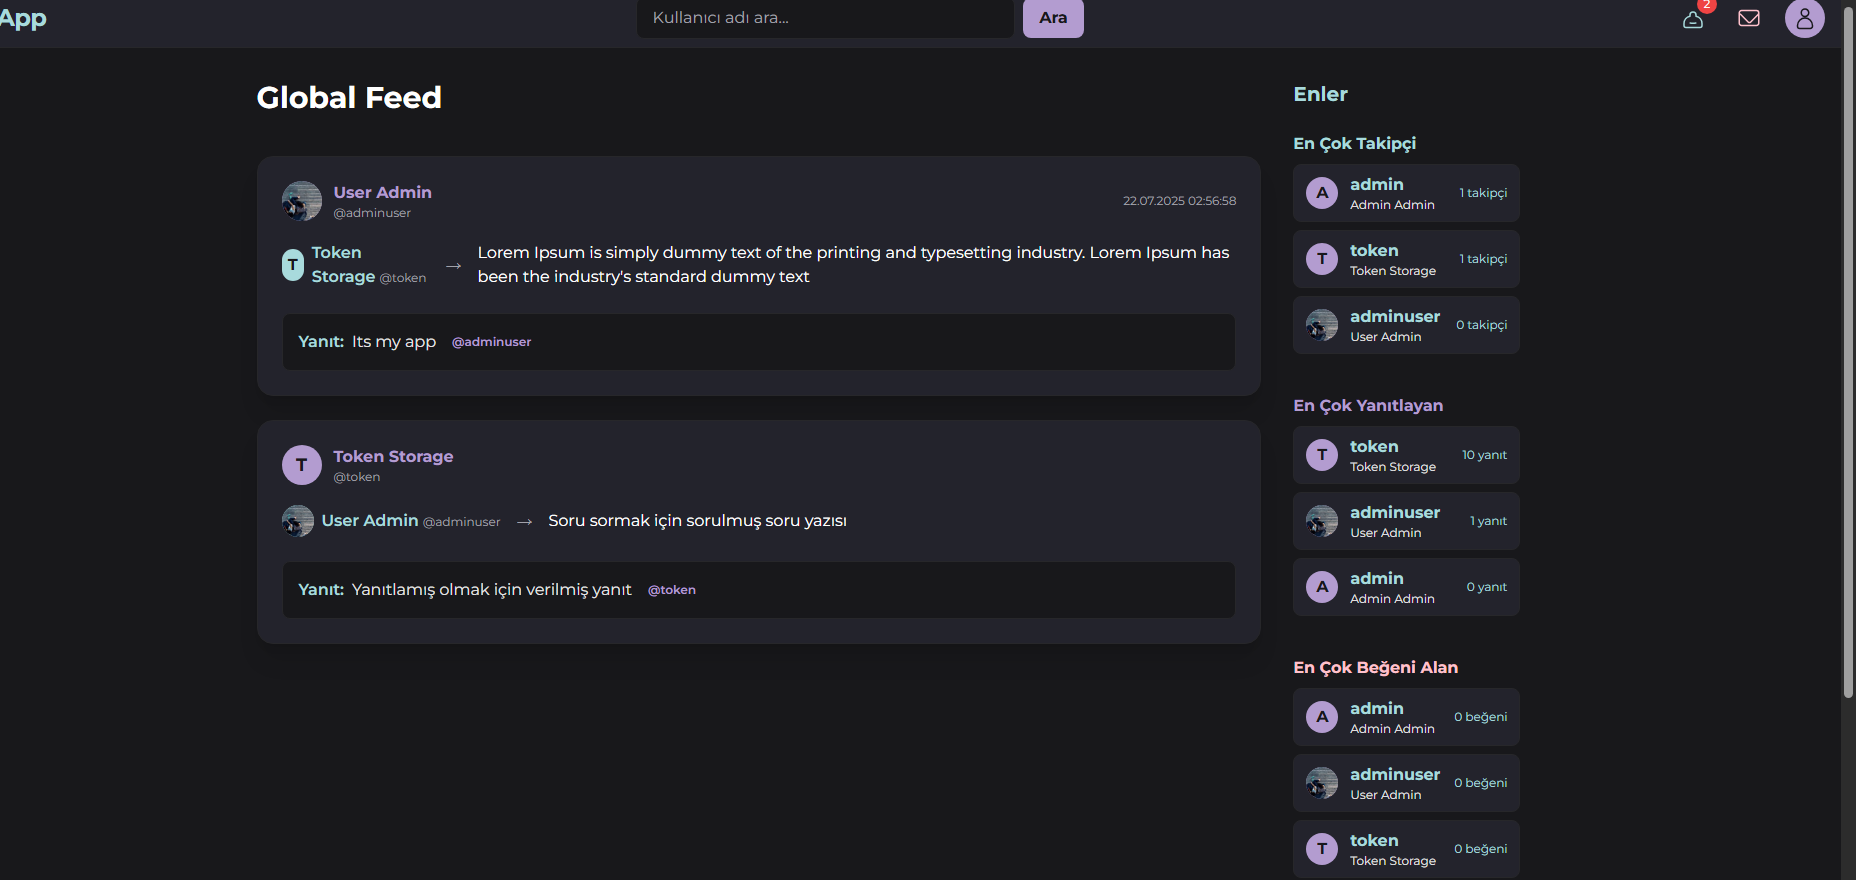 App
Kullanıcı adı ara...
Ara
2
Global Feed
User Admin
@adminuser
22.07.2025 02:56:58
T
Token
Storage @token
→
Lorem Ipsum is simply dummy text of the printing and typesetting industry. Lorem Ipsum has
been the industry's standard dummy text
Yanıt: Its my app @adminuser
T
Token Storage
@token
User Admin @adminuser → Soru sormak için sorulmuş soru yazısı
Yanıt: Yanıtlamış olmak için verilmiş yanıt @token
Enler
En Çok Takipçi
A
admin
Admin Admin
1 takipçi
T
token
Token Storage
1 takipçi
adminuser
User Admin
0 takipçi
En Çok Yanıtlayan
T
token
Token Storage
10 yanıt
adminuser
User Admin
1 yanıt
A
admin
Admin Admin
0 yanıt
En Çok Beğeni Alan
A
admin
Admin Admin
0 beğeni
adminuser
User Admin
0 beğeni
T
token
Token Storage
0 beğeni